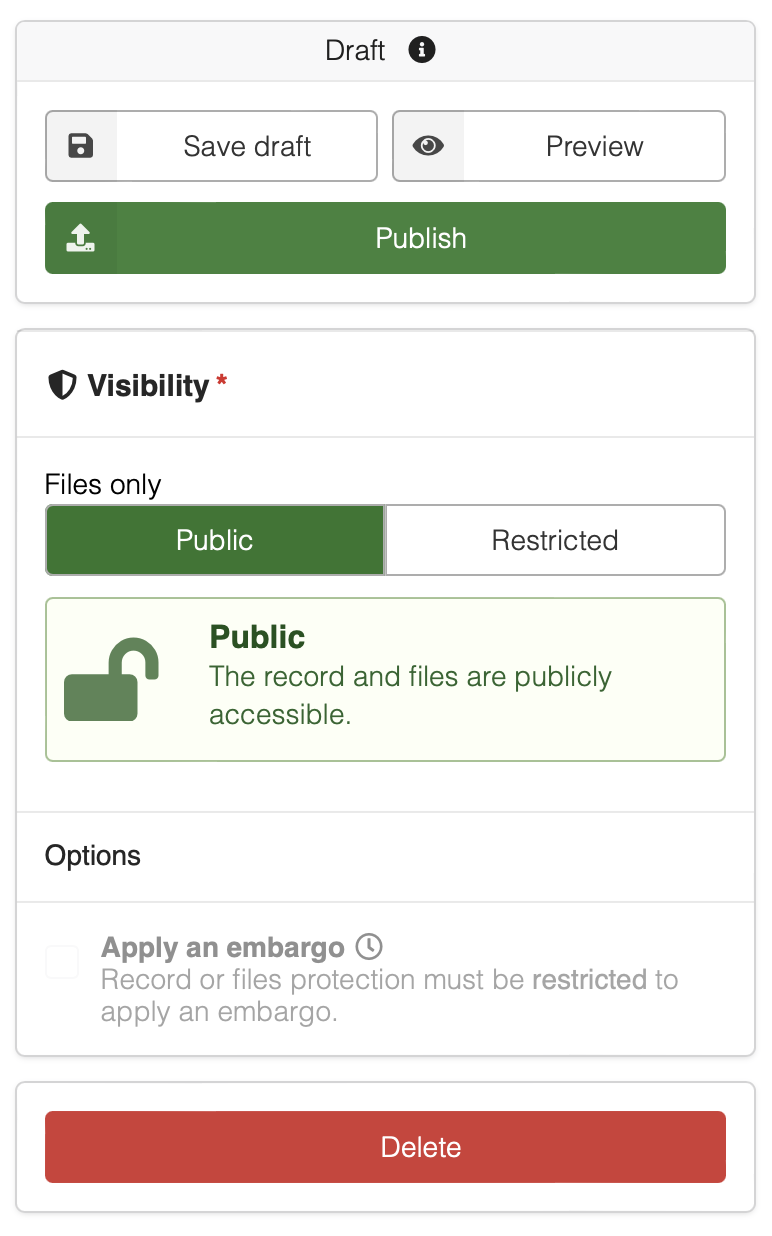 Draft
Save draft
Preview
Publish
Visibility *
Files only
Public
Restricted
Public
The record and files are publicly
accessible.
Options
Apply an embargo
Record or files protection must be restricted to
apply an embargo.
Delete